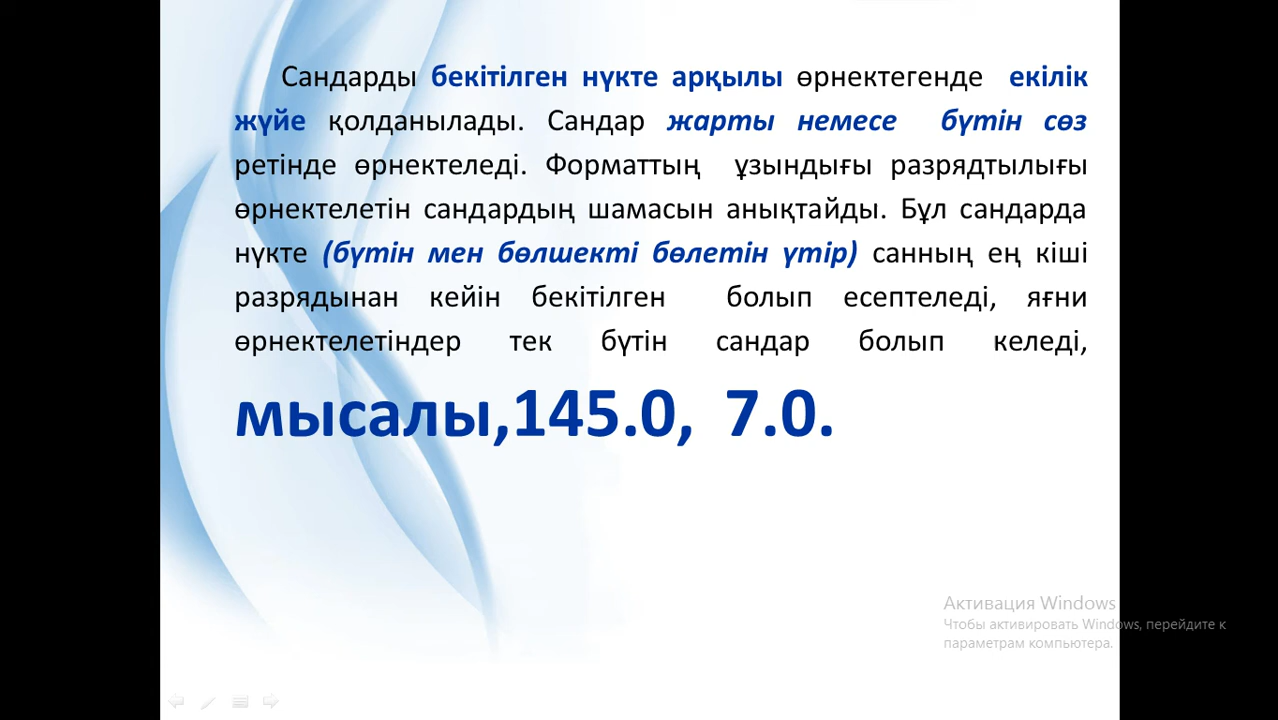 Сандарды бекітілген нүкте арқылы өрнектегенде екілік
жүйе қолданылады. Сандар жарты немесе бүтін сөз
ретінде өрнектеледі. Форматтың ұзындығы разрядтылығы
өрнектелетін сандардың шамасын анықтайды. Бұл сандарда
нүкте (бүтін мен бөлшекті бөлетін үтір) санның ең кіші
разрядынан кейін бекітілген болып есептеледі, яғни
өрнектелетіндер тек бүтін сандар болып келеді,
мысалы,145.0, 7.0.
Активация Windows
Чтобы активировать Windows, перейдите к
параметрам компьютера.